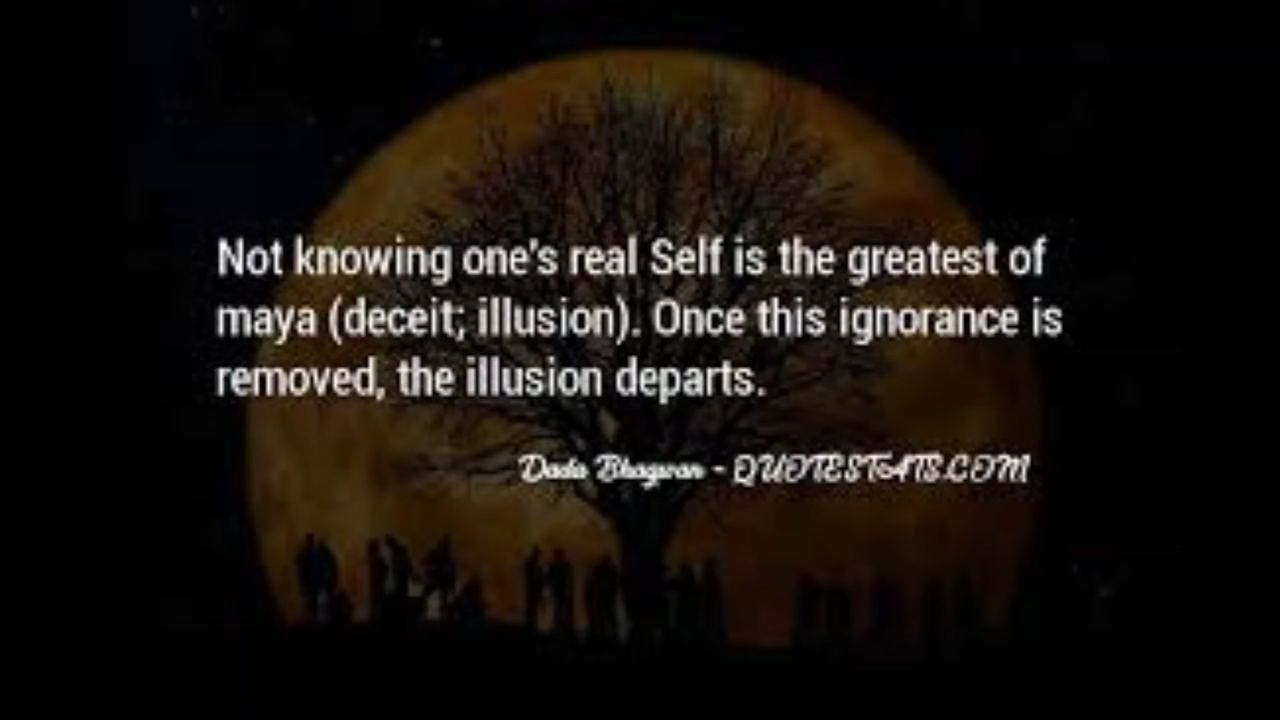 Not knowing one's real Self is the greatest of
maya (deceit; illusion). Once this ignorance is
removed, the illusion departs.
Dada Bhagwan - QUOTESTATS.COM